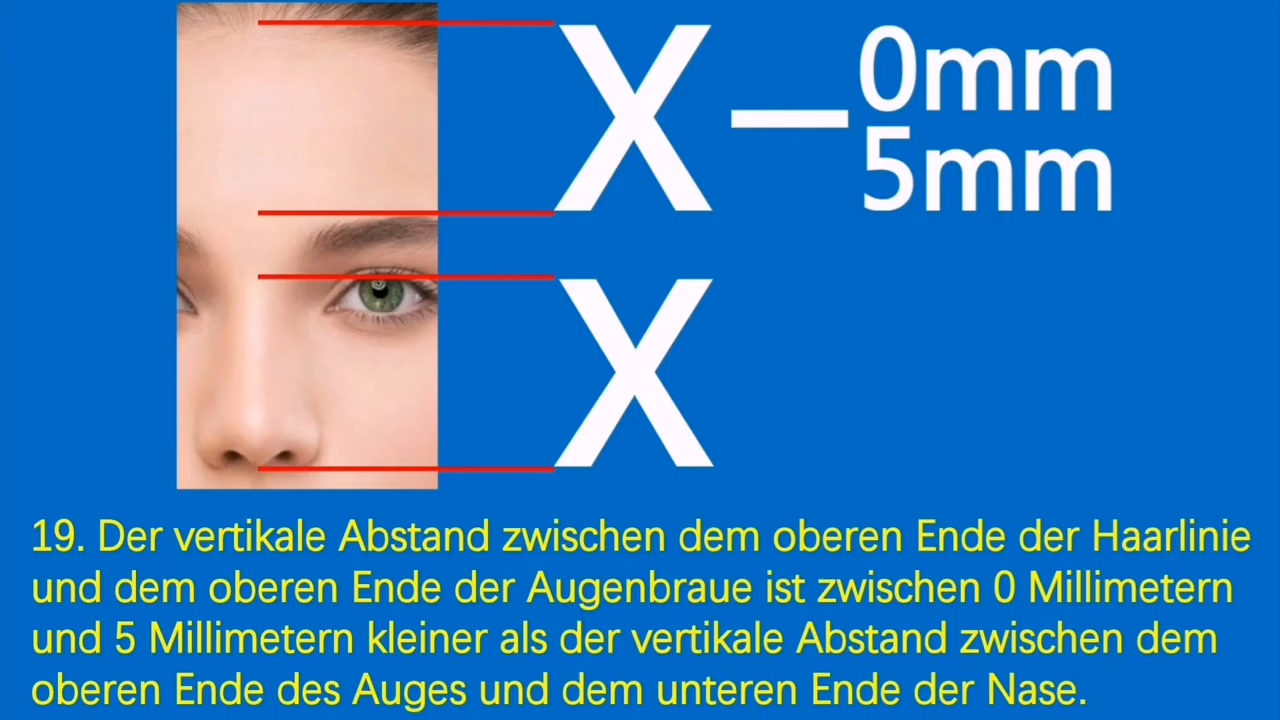 X – 0mm
5mm
X
19. Der vertikale Abstand zwischen dem oberen Ende der Haarlinie
und dem oberen Ende der Augenbraue ist zwischen 0 Millimetern
und 5 Millimetern kleiner als der vertikale Abstand zwischen dem
oberen Ende des Auges und dem unteren Ende der Nase.